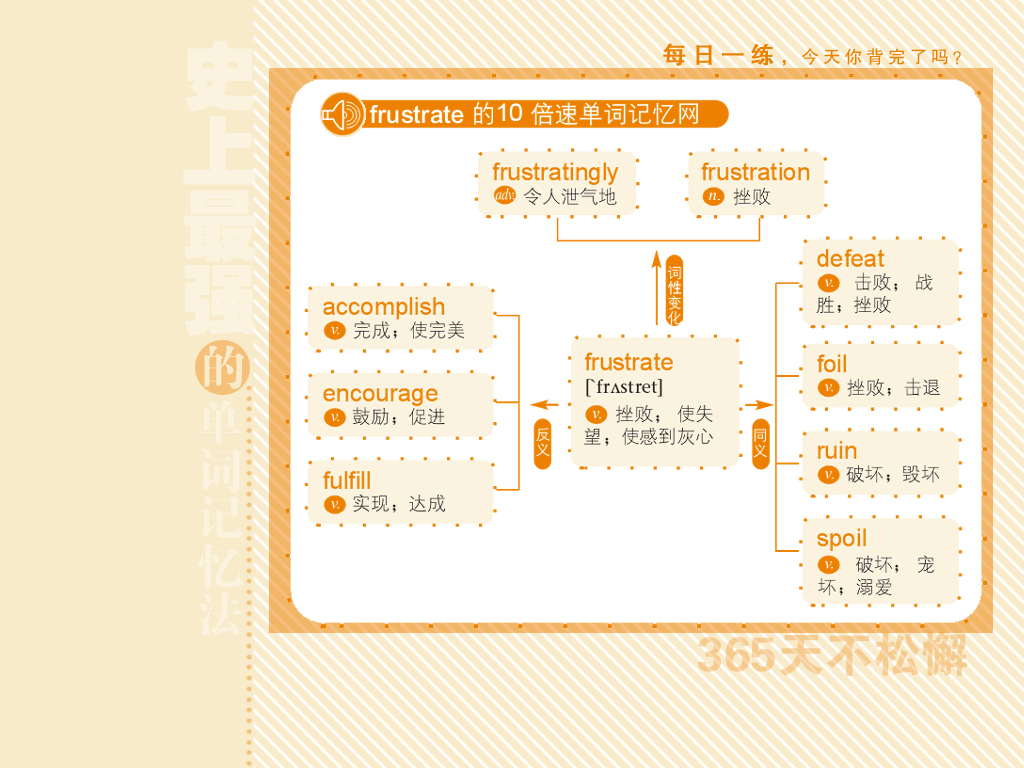 每日一练，今天你背完了吗？
frustrate 的10 倍速单词记忆网
frustratingly
adv. 令人泄气地
frustration
n. 挫败
词性变化
accomplish
v. 完成；使完美
encourage
v. 鼓励；促进
fulfill
v. 实现；达成
反义
frustrate
[`frʌstret]
v. 挫败； 使失
望；使感到灰心
同义
defeat
v. 击败； 战
胜；挫败
foil
v. 挫败；击退
ruin
v. 破坏；毁坏
spoil
v. 破坏； 宠
坏；溺爱
史上最强的单词记忆法
365天不松懈